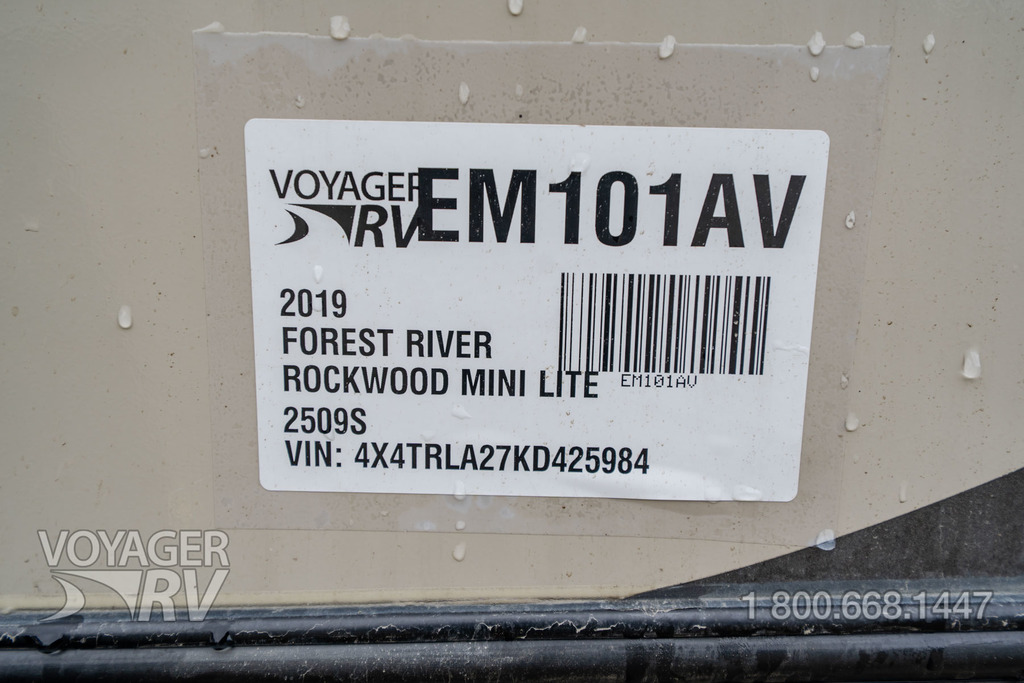 VOYAGER RV EM101AV
2019
FOREST RIVER
ROCKWOOD MINI LITE
EM101AV
2509S
VIN: 4X4TRLA27KD425984
VOYAGER
RV
1 800.668.1447